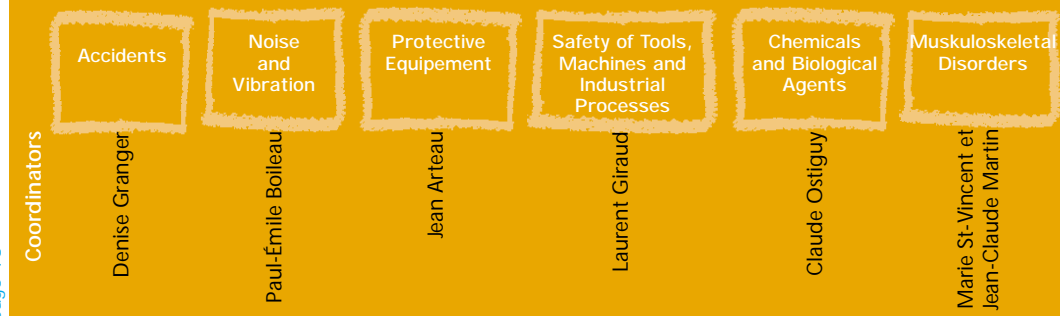 Accidents
Noise
and
Vibration
Protective
Equipement
Safety of Tools,
Machines and
Industrial
Processes
Chemicals
and Biological
Agents
Muskuloskeletal
Disorders
Coordinators
Denise Granger
Paul-Émile Boileau
Jean Arteau
Laurent Giraud
Claude Ostiguy
Marie St-Vincent et
Jean-Claude Martin